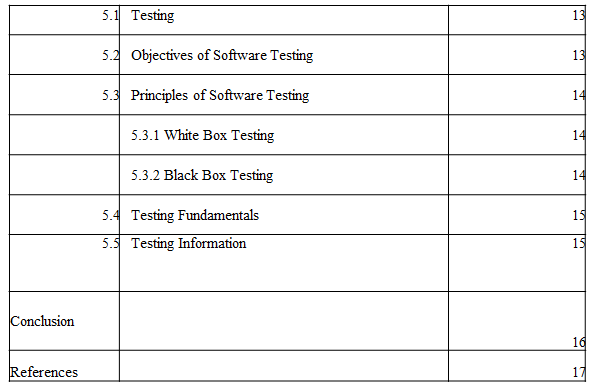 5.1 Testing 13
5.2 Objectives of Software Testing 13
5.3 Principles of Software Testing 14
5.3.1 White Box Testing 14
5.3.2 Black Box Testing 14
5.4 Testing Fundamentals 15
5.5 Testing Information 15
Conclusion 16
References 17